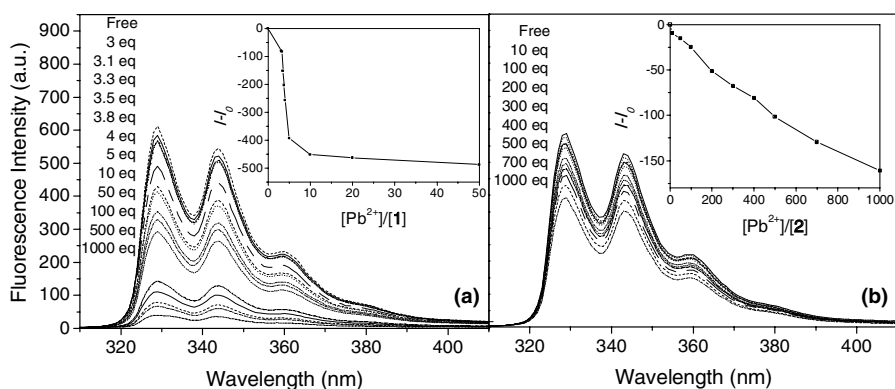 Fluorescence Intensity (a.u.)
900
800
700
600
500
400
300
200
100
0
Free
3 eq
3.1 eq
3.3 eq
3.5 eq
3.8 eq
4 eq
5 eq
10 eq
50 eq
100 eq
500 eq
1000 eq
I-I0
0
-100
-200
-300
-400
-500
0 10 20 30 40 50
[Pb2+]/[1]
(a)
320 340 360 380 400
Wavelength (nm)
Free
10 eq
100 eq
200 eq
300 eq
400 eq
500 eq
700 eq
1000 eq
I-I0
0
-50
-100
-150
0 200 400 600 800 1000
[Pb2+]/[2]
(b)
320 340 360 380 400
Wavelength (nm)